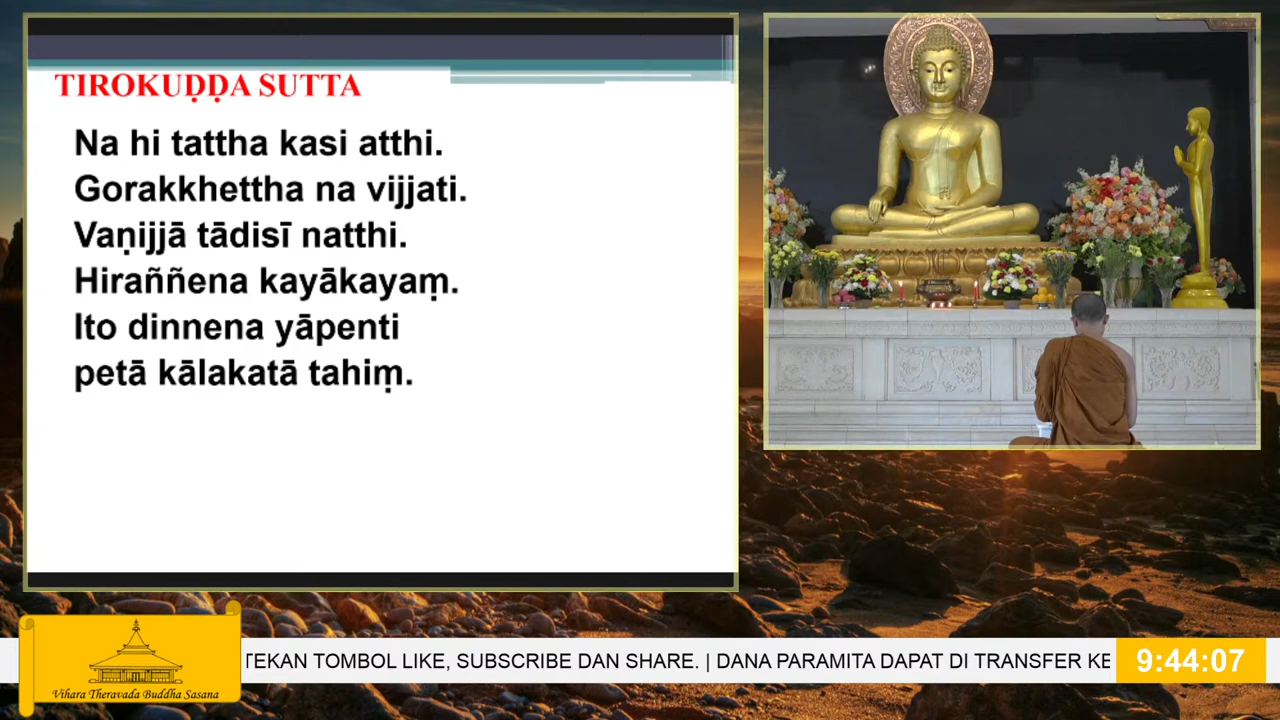 TIROKUḌḌA SUTTA
Na hi tattha kasi atthi.
Gorakkhettha na vijjati.
Vaṇijjā tādisī natthi.
Hiraññena kayākayaṃ.
Ito dinnena yāpenti
petā kālakatā tahiṃ.
Vihara Theravada Buddha Sasana
TEKAN TOMBOL LIKE, SUBSCRIBE DAN SHARE. | DANA PARAMITA DAPAT DI TRANSFER KE
9:44:07